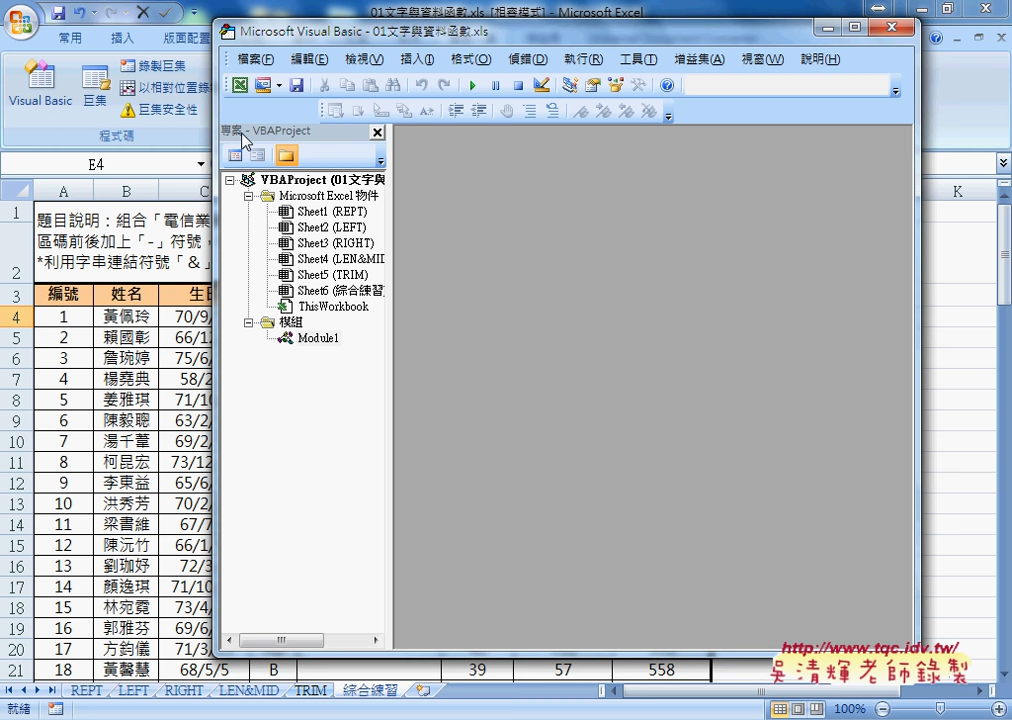 01文字與資料函數.xls [相容模式] - Microsoft Excel
Microsoft Visual Basic - 01文字與資料函數.xls
常用 插入 版面配置
檔案(F) 編輯(E) 檢視(V) 插入(I) 格式(O) 偵錯(D) 執行(R) 工具(T) 增益集(A) 視窗(W) 說明(H)
Visual Basic 巨集
錄製巨集
以相對位置錄
巨集安全性
程式碼
專案 - VBAProject
E4
VBAProject (01文字與
Microsoft Excel 物件
Sheet1 (REPT)
Sheet2 (LEFT)
Sheet3 (RIGHT)
Sheet4 (LEN&MID
Sheet5 (TRIM)
Sheet6 (綜合練習
ThisWorkbook
模組
Module1
A B C K
1 題目說明：組合「電信業
區碼前後加上「-」符號，
2 *利用字串連結符號「&」
3 編號 姓名 生日
4 1 黃佩玲 70/9/
5 2 賴國彰 66/12
6 3 詹琬婷 75/6/
7 4 楊堯典 58/2
8 5 姜雅琪 71/10
9 6 陳毅聰 63/2/
10 7 湯千葦 69/2/
11 8 柯昆宏 73/12
12 9 李東益 65/6/
13 10 洪秀芳 70/2/
14 11 梁書維 67/7
15 12 陳沅竹 66/1/
16 13 劉珈妤 72/3
17 14 顏逸琪 71/10
18 15 林宛霓 73/4/
19 16 郭雅芬 69/6/
20 17 方鈞儀 71/3/
21 18 黃馨慧 68/5/5 B 39 57 558
http://www.tqc.idv.tw/
吳清輝老師錄製
REPT LEFT RIGHT LEN&MID TRIM 綜合練習
就緒 100%